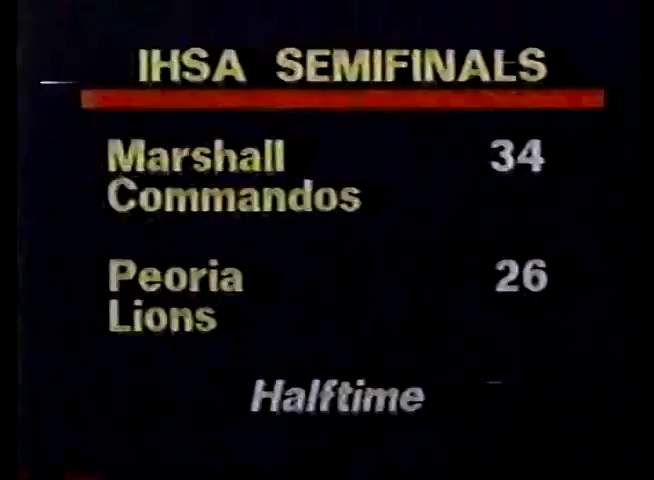 IHSA SEMIFINALS
Marshall 34
Commandos
Peoria 26
Lions
Halftime